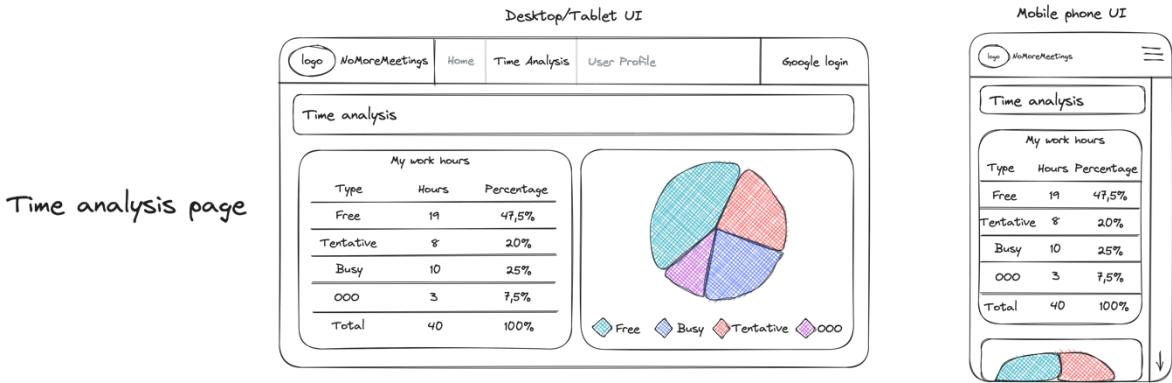 Time analysis page
Desktop/Tablet UI
logo NoMoreMeetings Home Time Analysis User Profile Google login
Time analysis
My work hours
Type Hours Percentage
Free 19 47,5%
Tentative 8 20%
Busy 10 25%
OOO 3 7,5%
Total 40 100%
Free Busy Tentative OOO
Mobile phone UI
logo NoMoreMeetings
Time analysis
My work hours
Type Hours Percentage
Free 19 47,5%
Tentative 8 20%
Busy 10 25%
OOO 3 7,5%
Total 40 100%